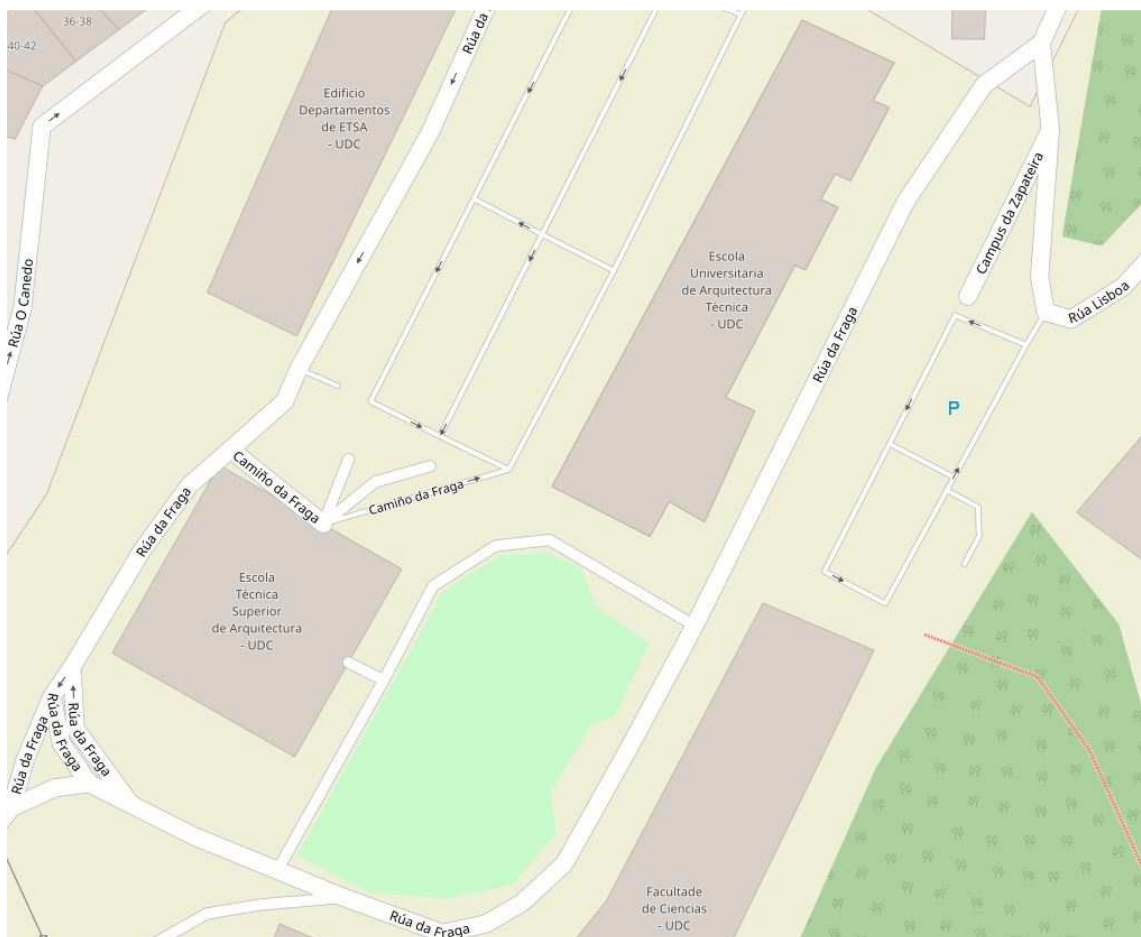 36-38
40-42
Rúa da
Edificio
Departamentos
de ETSA
- UDC
Campus da Zapateira
Escola
Universitaria
de Arquitectura
Técnica
- UDC
Rúa O Canedo
Rúa Lisboa
Rúa da Fraga
P
Camiño da Fraga
Camiño da Fraga
Rúa da Fraga
Escola
Técnica
Superior
de Arquitectura
- UDC
Rúa da Fraga
Rúa da Fraga
Rúa da Fraga
Facultade
de Ciencias
- UDC
Rúa da Fraga